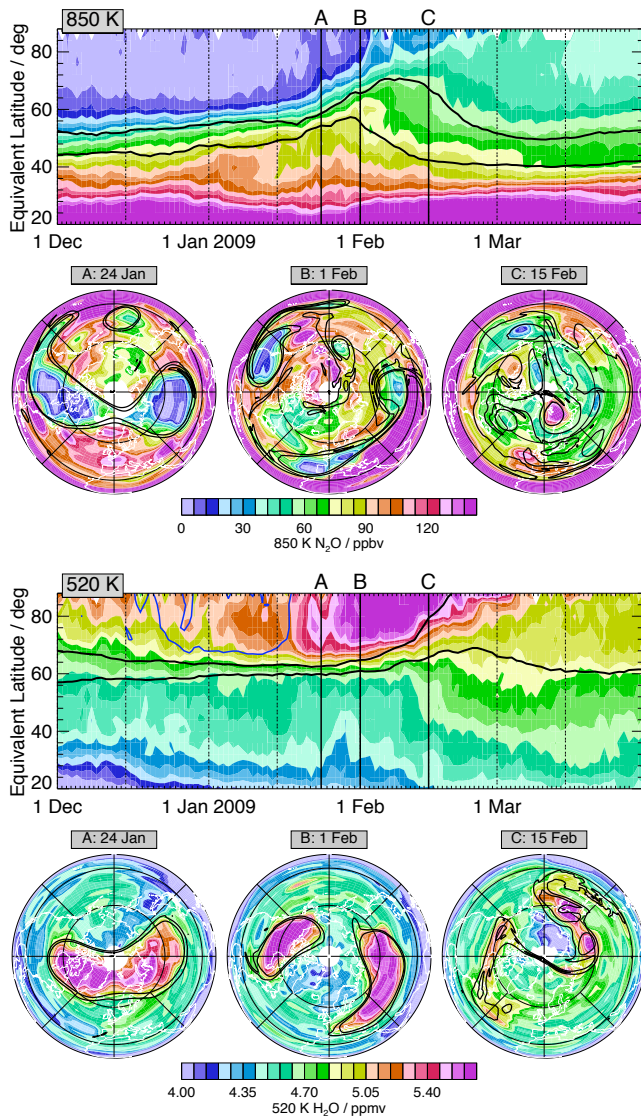 850 K
A
B
C
Equivalent Latitude / deg
80
60
40
20
1 Dec
1 Jan 2009
1 Feb
1 Mar
A: 24 Jan
B: 1 Feb
C: 15 Feb
0
30
60
90
120
850 K N₂O / ppbv
520 K
A
B
C
Equivalent Latitude / deg
80
60
40
20
1 Dec
1 Jan 2009
1 Feb
1 Mar
A: 24 Jan
B: 1 Feb
C: 15 Feb
4.00
4.35
4.70
5.05
5.40
520 K H₂O / ppmv